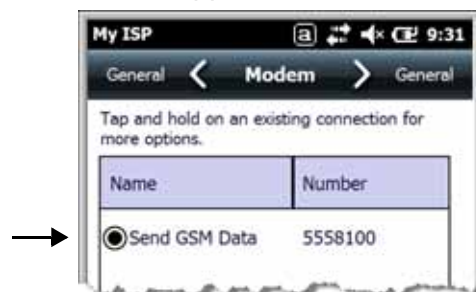 My ISP a 9:31
General Modem General
Tap and hold on an existing connection for
more options.
Name Number
Send GSM Data 5558100